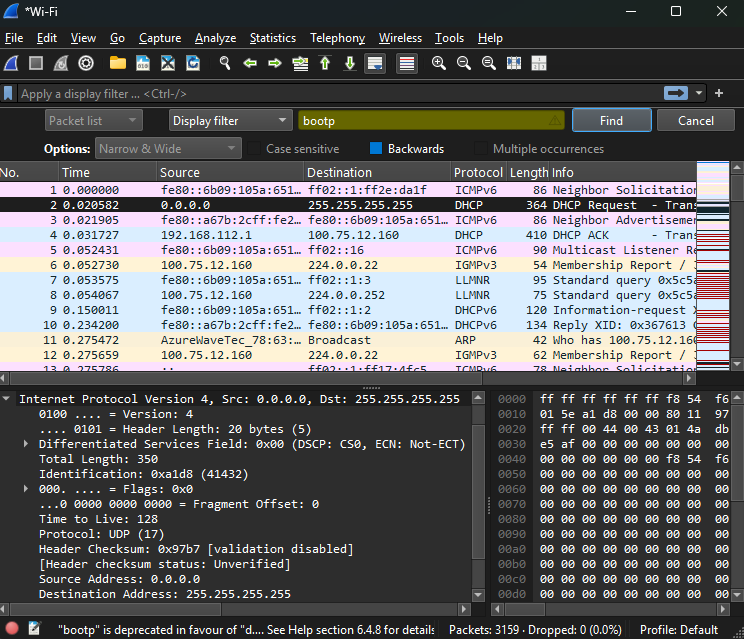 *Wi-Fi
File Edit View Go Capture Analyze Statistics Telephony Wireless Tools Help
Apply a display filter ... <Ctrl-/>
Packet list Display filter bootp Find Cancel
Options: Narrow & Wide Case sensitive Backwards Multiple occurrences
No. Time Source Destination Protocol Length Info
1 0.000000 fe80::6b09:105a:651... ff02::1:ff2e:da1f ICMPv6 86 Neighbor Solicitation
2 0.020582 0.0.0.0 255.255.255.255 DHCP 364 DHCP Request - Trans
3 0.021905 fe80::a67b:2cff:fe2... fe80::6b09:105a:651... ICMPv6 86 Neighbor Advertisemen
4 0.031727 192.168.112.1 100.75.12.160 DHCP 410 DHCP ACK - Trans
5 0.052431 fe80::6b09:105a:651... ff02::16 ICMPv6 90 Multicast Listener Re
6 0.052730 100.75.12.160 224.0.0.22 IGMPv3 54 Membership Report / J
7 0.053575 fe80::6b09:105a:651... ff02::1:3 LLMNR 95 Standard query 0x5c5a
8 0.054067 100.75.12.160 224.0.0.252 LLMNR 75 Standard query 0x5c5a
9 0.150011 fe80::6b09:105a:651... ff02::1:2 DHCPv6 120 Information-request X
10 0.234200 fe80::a67b:2cff:fe2... fe80::6b09:105a:651... DHCPv6 134 Reply XID: 0x367613 C
11 0.275472 AzureWaveTec_78:63:... Broadcast ARP 42 Who has 100.75.12.160
12 0.275659 100.75.12.160 224.0.0.22 IGMPv3 62 Membership Report / J
13 0.275786 :: ff02::1:ff17:4fc5 ICMPv6 78 Neighbor Solicitation
Internet Protocol Version 4, Src: 0.0.0.0, Dst: 255.255.255.255
0100 .... = Version: 4
.... 0101 = Header Length: 20 bytes (5)
Differentiated Services Field: 0x00 (DSCP: CS0, ECN: Not-ECT)
Total Length: 350
Identification: 0xa1d8 (41432)
000. .... = Flags: 0x0
...0 0000 0000 0000 = Fragment Offset: 0
Time to Live: 128
Protocol: UDP (17)
Header Checksum: 0x97b7 [validation disabled]
[Header checksum status: Unverified]
Source Address: 0.0.0.0
Destination Address: 255.255.255.255
0000 ff ff ff ff ff ff f8 54 f6
0010 01 5e a1 d8 00 00 80 11 97
0020 ff ff 00 44 00 43 01 4a db
0030 e5 af 00 00 00 00 00 00 00
0040 00 00 00 00 00 00 f8 54 f6
0050 00 00 00 00 00 00 00 00 00
0060 00 00 00 00 00 00 00 00 00
0070 00 00 00 00 00 00 00 00 00
0080 00 00 00 00 00 00 00 00 00
0090 00 00 00 00 00 00 00 00 00
00a0 00 00 00 00 00 00 00 00 00
00b0 00 00 00 00 00 00 00 00 00
00c0 00 00 00 00 00 00 00 00 00
00d0 00 00 00 00 00 00 00 00 00
"bootp" is deprecated in favour of "d.... See Help section 6.4.8 for details Packets: 3159 · Dropped: 0 (0.0%) Profile: Default